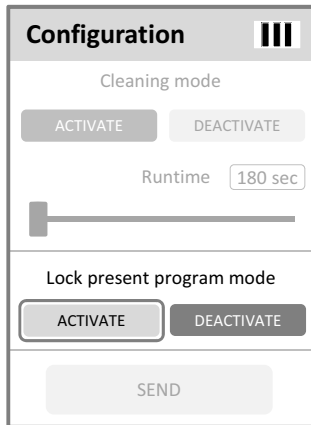 Configuration
Cleaning mode
ACTIVATE DEACTIVATE
Runtime 180 sec
Lock present program mode
ACTIVATE DEACTIVATE
SEND